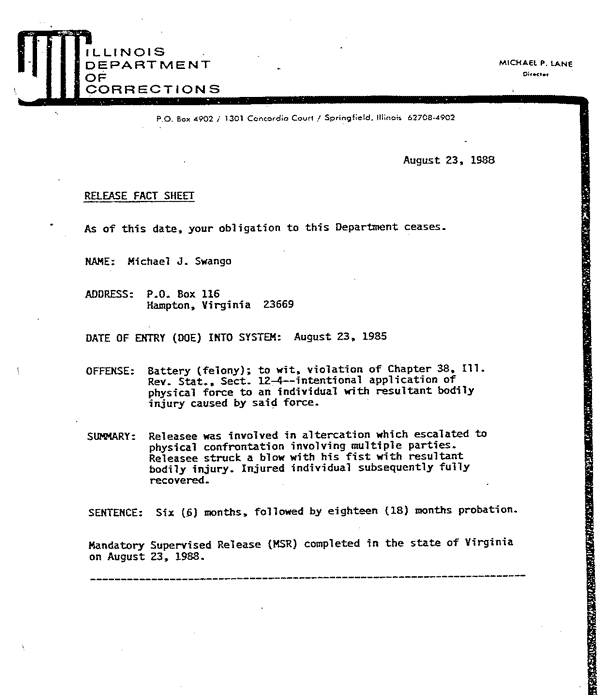 ILLINOIS
DEPARTMENT
OF
CORRECTIONS
MICHAEL P. LANE
Director
P.O. Box 4902 / 1301 Concordia Court / Springfield, Illinois 62708-4902
August 23, 1988
RELEASE FACT SHEET
As of this date, your obligation to this Department ceases.
NAME: Michael J. Swango
ADDRESS: P.O. Box 116
Hampton, Virginia 23669
DATE OF ENTRY (DOE) INTO SYSTEM: August 23, 1985
OFFENSE: Battery (felony); to wit, violation of Chapter 38, Ill.
Rev. Stat., Sect. 12-4--intentional application of
physical force to an individual with resultant bodily
injury caused by said force.
SUMMARY: Releasee was involved in altercation which escalated to
physical confrontation involving multiple parties.
Releasee struck a blow with his fist with resultant
bodily injury. Injured individual subsequently fully
recovered.
SENTENCE: Six (6) months, followed by eighteen (18) months probation.
Mandatory Supervised Release (MSR) completed in the state of Virginia
on August 23, 1988.